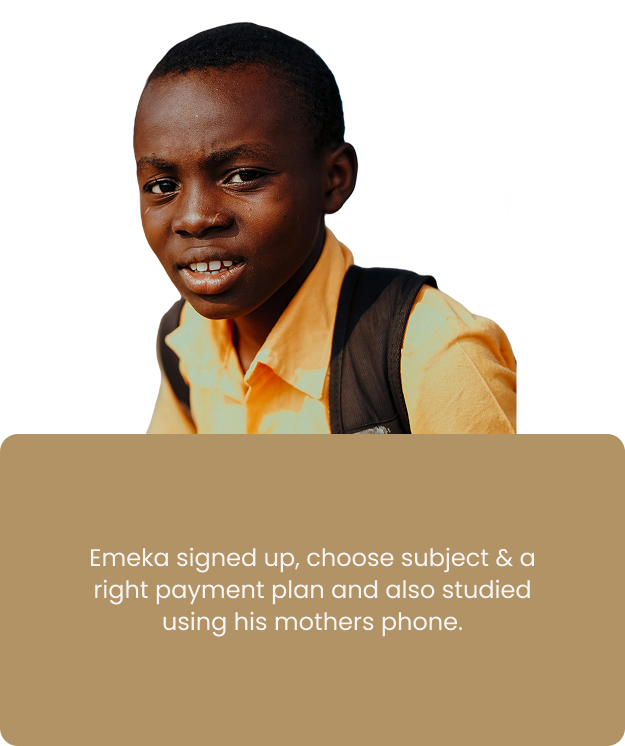 Emeka signed up, choose subject & a
right payment plan and also studied
using his mothers phone.